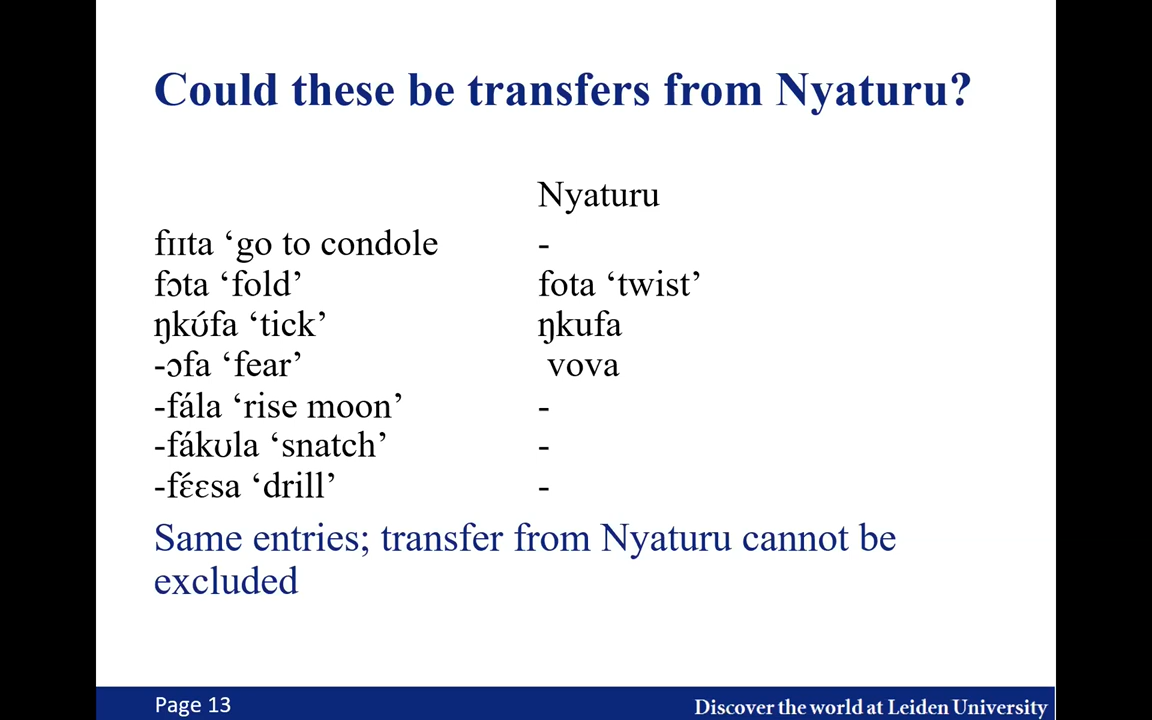 Could these be transfers from Nyaturu?
Nyaturu
fɪɪta ‘go to condole -
fɔta ‘fold’ fota ‘twist’
ŋkʊ́fa ‘tick’ ŋkufa
-ɔfa ‘fear’ vova
-fála ‘rise moon’ -
-fákʊla ‘snatch’ -
-fɛ́ɛsa ‘drill’ -
Same entries; transfer from Nyaturu cannot be
excluded
Page 13 Discover the world at Leiden University